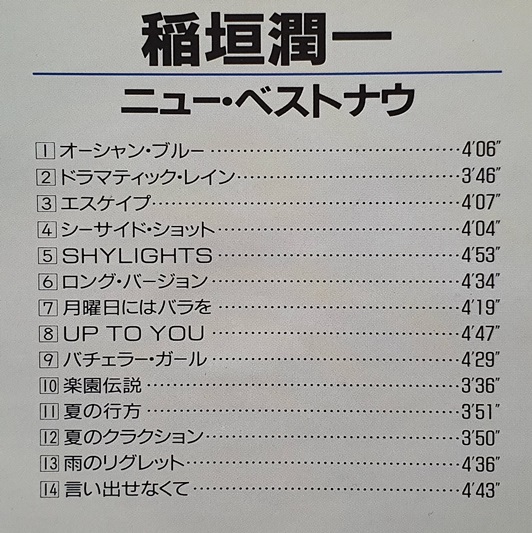 稲垣潤一
ニュー・ベストナウ
1 オーシャン・ブルー 4'06"
2 ドラマティック・レイン 3'46"
3 エスケイプ 4'07"
4 シーサイド・ショット 4'04"
5 SHYLIGHTS 4'53"
6 ロング・バージョン 4'34"
7 月曜日にはバラを 4'19"
8 UP TO YOU 4'47"
9 バチェラー・ガール 4'29"
10 楽園伝説 3'36"
11 夏の行方 3'51"
12 夏のクラクション 3'50"
13 雨のリグレット 4'36"
14 言い出せなくて 4'43"